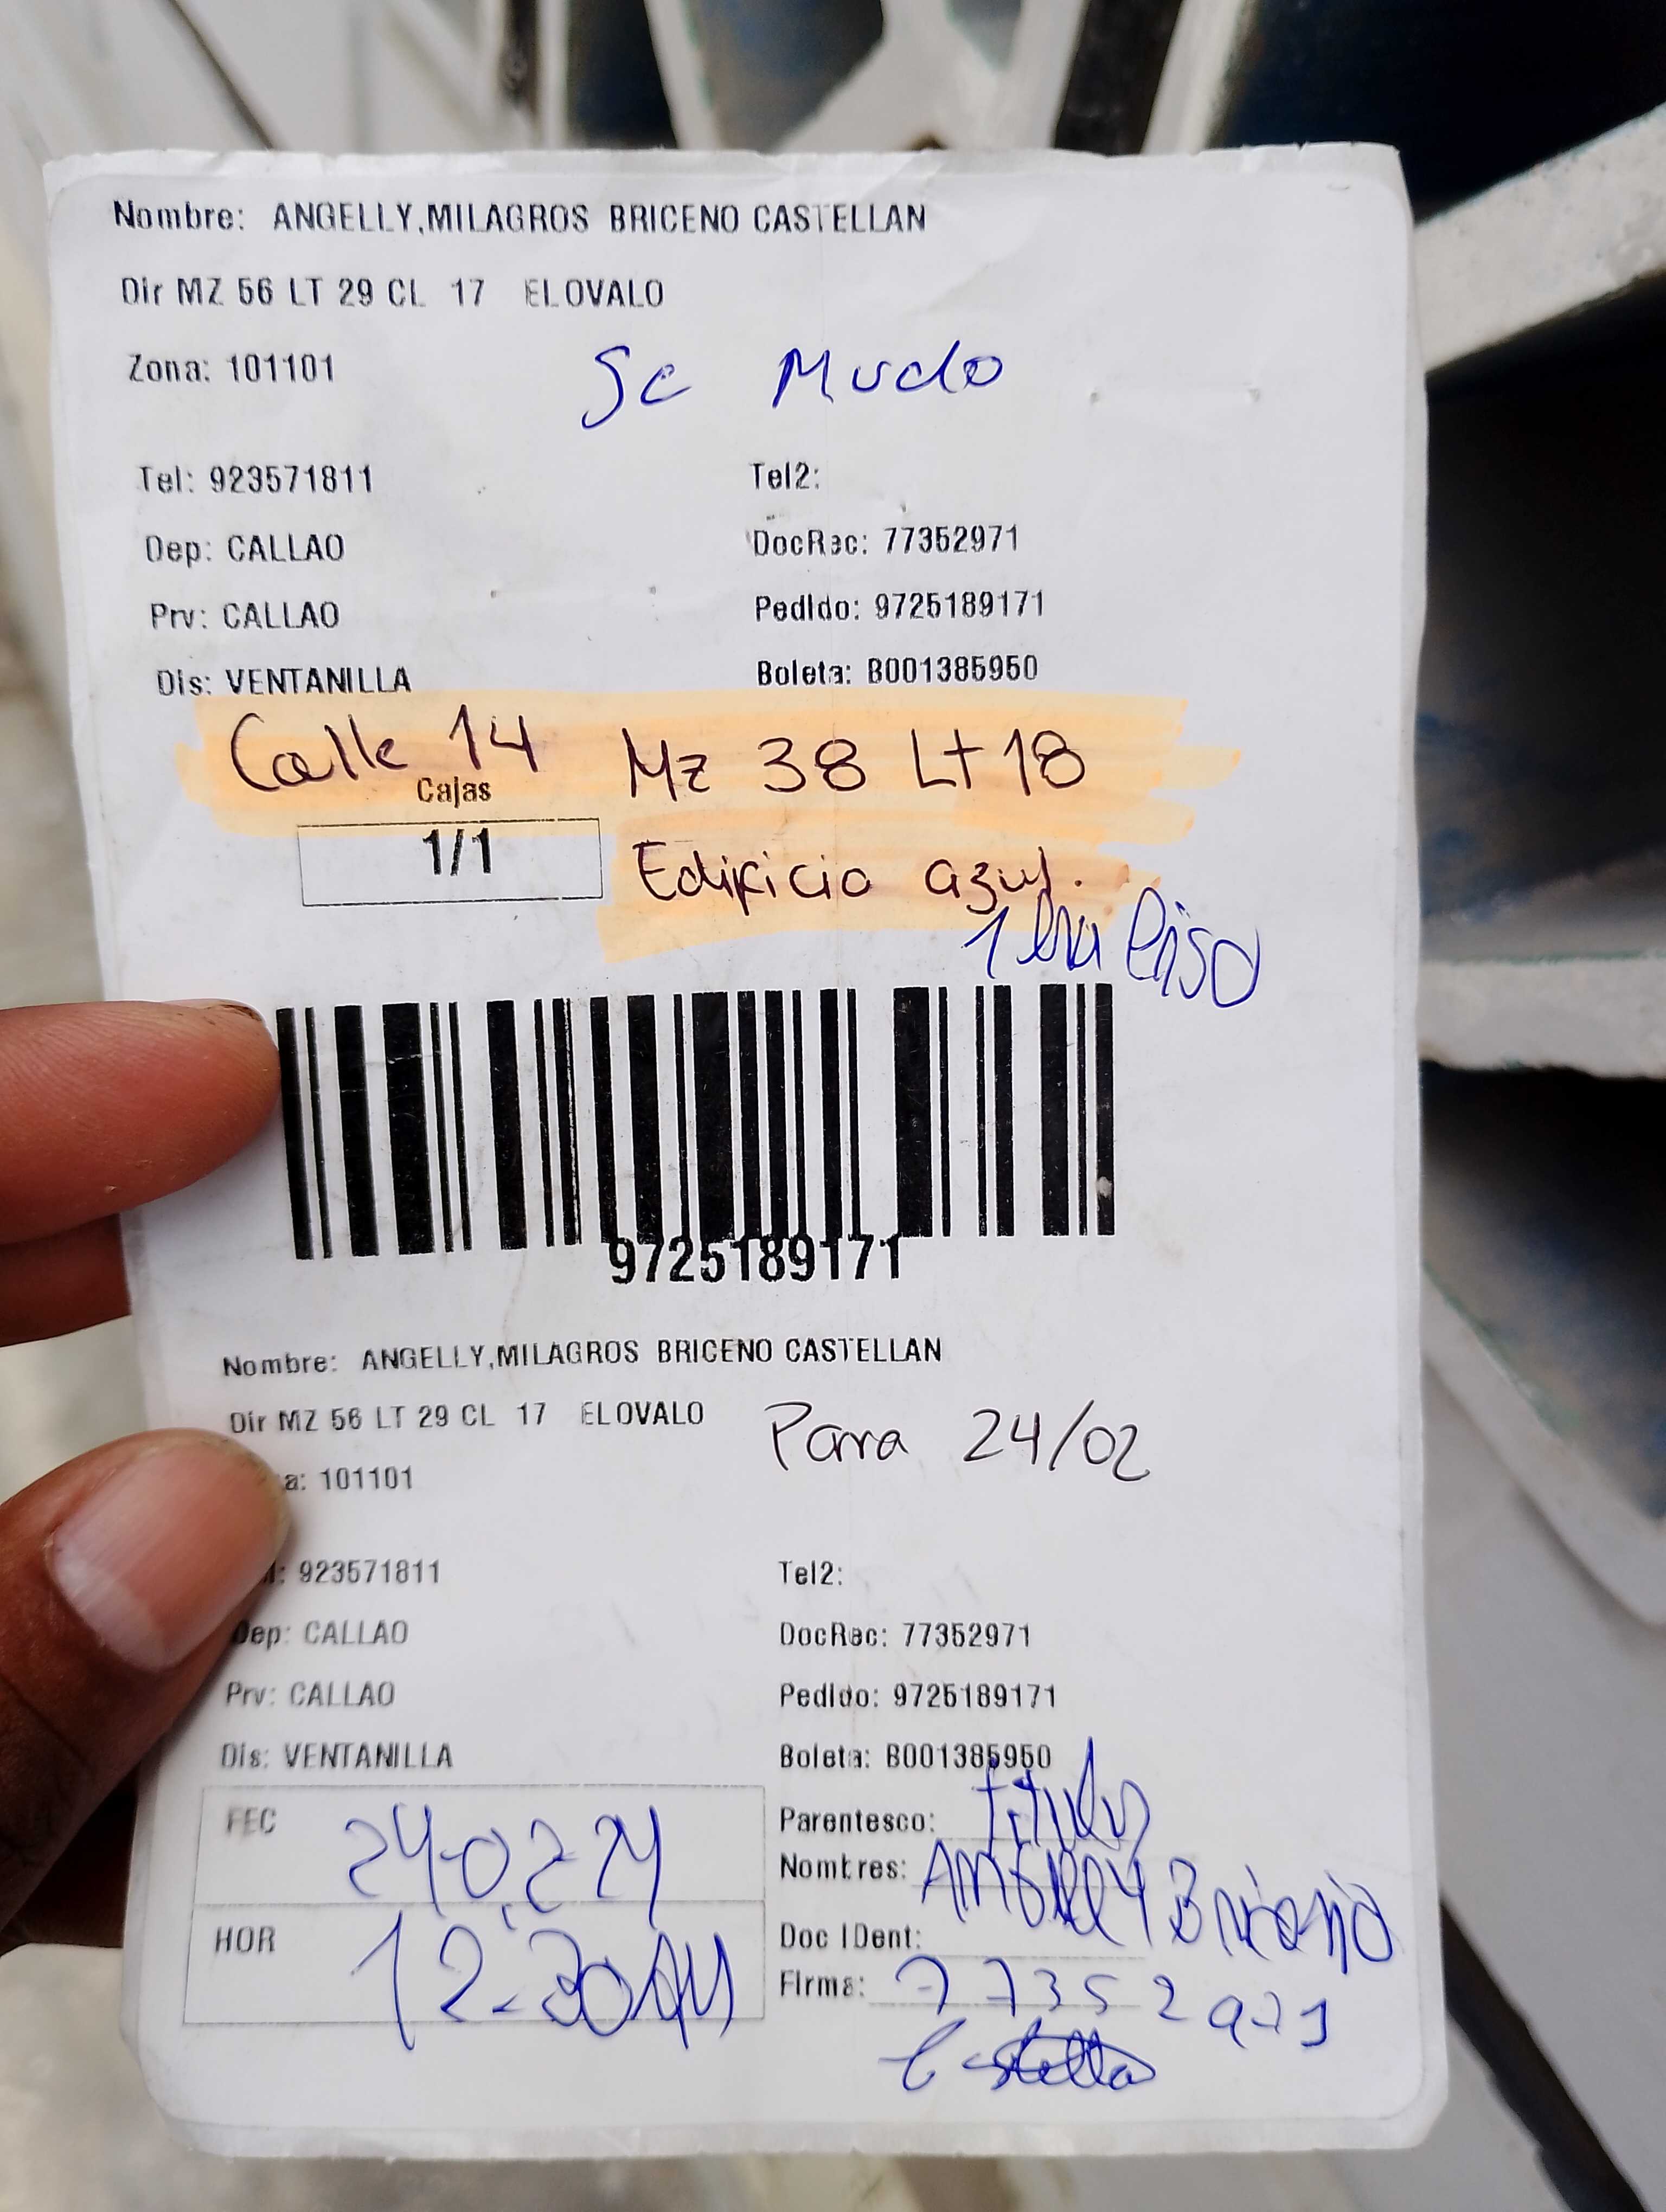 Nombre: ANGELLY,MILAGROS BRICENO CASTELLAN
Dir MZ 56 LT 29 CL 17 EL OVALO
Zona: 101101
Se Mudo
Tel: 923571811 Tel2:
Dep: CALLAO DocRec: 77352971
Prv: CALLAO Pedido: 9725189171
Dis: VENTANILLA Boleta: B001385950
Calle 14 Mz 38 Lt 18
Cajas
1/1
Edificio azul.
Piso
9725189171
Nombre: ANGELLY,MILAGROS BRICENO CASTELLAN
Dir MZ 56 LT 29 CL 17 EL OVALO
Para 24/02
a: 101101
: 923571811 Tel2:
Dep: CALLAO DocRec: 77352971
Prv: CALLAO Pedido: 9725189171
Dis: VENTANILLA Boleta: B001385950
FEC 24-02-24
Parentesco: titular
Nombres: Angelly Briceño
HOR
Doc IDent:
Firma: 77352971